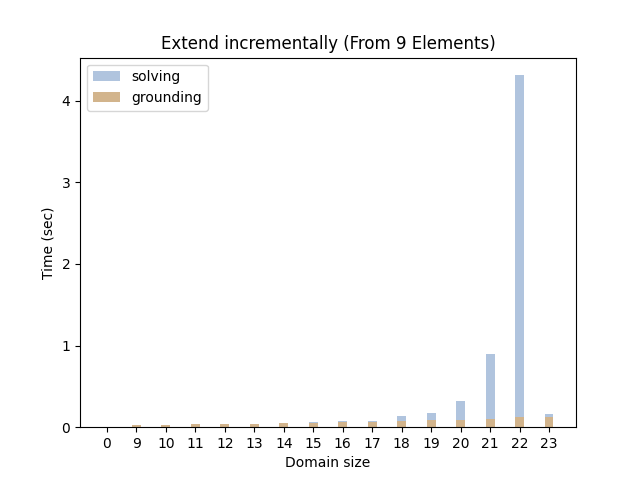 Extend incrementally (From 9 Elements)
solving
grounding
Time (sec)
4
3
2
1
0
0 9 10 11 12 13 14 15 16 17 18 19 20 21 22 23
Domain size